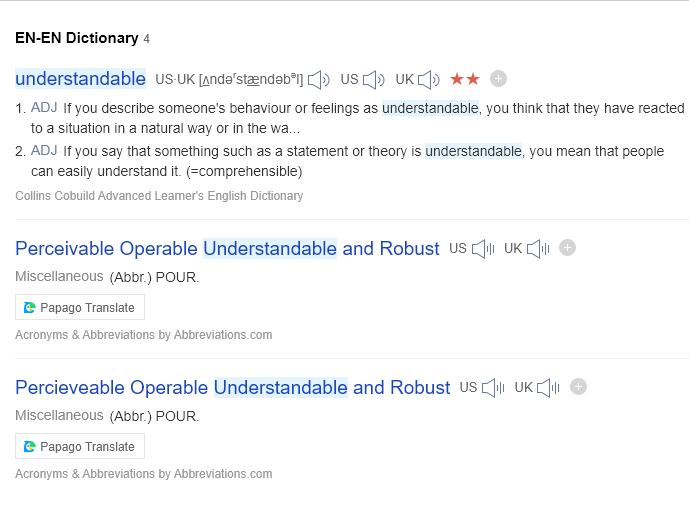 EN-EN Dictionary 4
understandable US·UK [ʌndəʳstændəbᵊl] US UK ★★
1. ADJ If you describe someone's behaviour or feelings as understandable, you think that they have reacted
to a situation in a natural way or in the wa...
2. ADJ If you say that something such as a statement or theory is understandable, you mean that people
can easily understand it. (=comprehensible)
Collins Cobuild Advanced Learner's English Dictionary
Perceivable Operable Understandable and Robust US UK
Miscellaneous (Abbr.) POUR.
Papago Translate
Acronyms & Abbreviations by Abbreviations.com
Percieveable Operable Understandable and Robust US UK
Miscellaneous (Abbr.) POUR.
Papago Translate
Acronyms & Abbreviations by Abbreviations.com